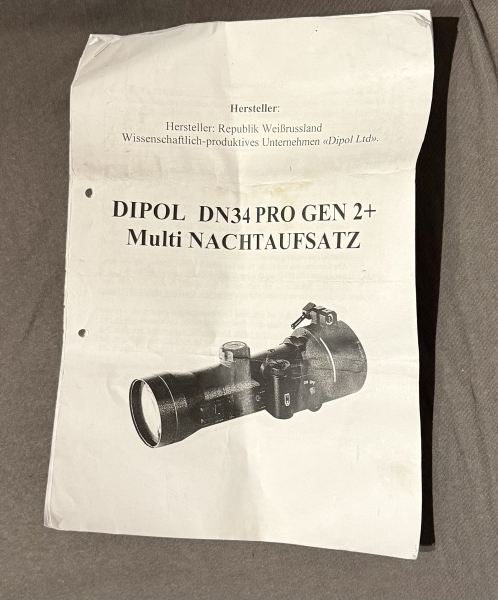 Hersteller:
Hersteller: Republik Weißrussland
Wissenschaftlich-produktives Unternehmen «Dipol Ltd».
DIPOL DN34 PRO GEN 2+
Multi NACHTAUFSATZ